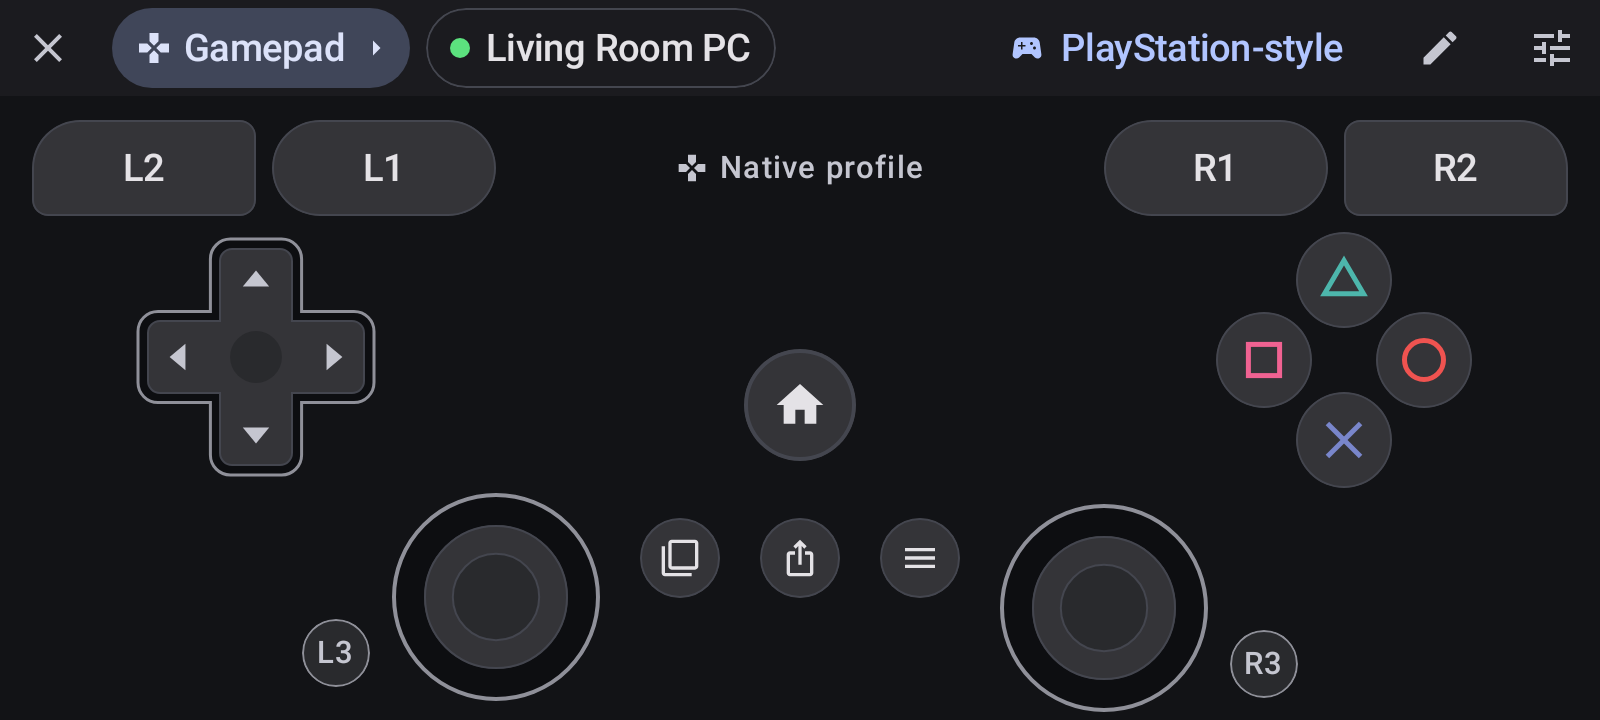 Gamepad
Living Room PC
PlayStation-style
L2
L1
Native profile
R1
R2
L3
R3